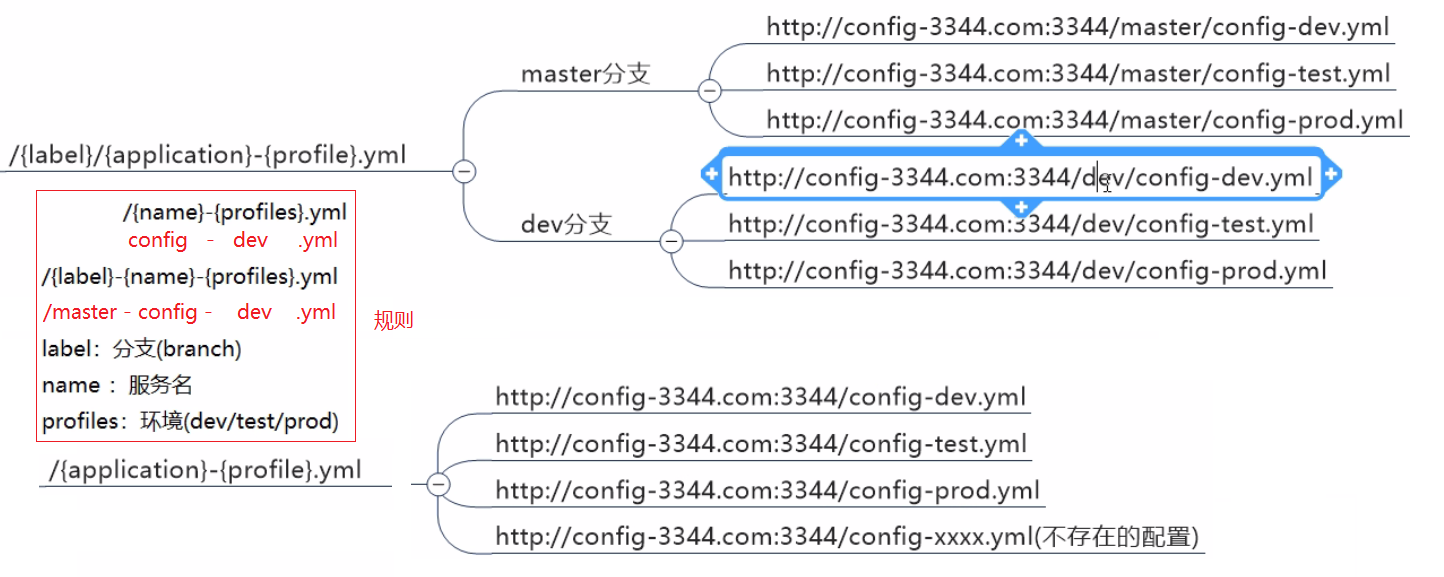 /{label}/{application}-{profile}.yml
master分支
http://config-3344.com:3344/master/config-dev.yml
http://config-3344.com:3344/master/config-test.yml
http://config-3344.com:3344/master/config-prod.yml
dev分支
http://config-3344.com:3344/dev/config-dev.yml
http://config-3344.com:3344/dev/config-test.yml
http://config-3344.com:3344/dev/config-prod.yml
/{name}-{profiles}.yml
config - dev .yml
/{label}-{name}-{profiles}.yml
/master - config - dev .yml
label：分支(branch)
name ：服务名
profiles：环境(dev/test/prod)
规则
/{application}-{profile}.yml
http://config-3344.com:3344/config-dev.yml
http://config-3344.com:3344/config-test.yml
http://config-3344.com:3344/config-prod.yml
http://config-3344.com:3344/config-xxxx.yml(不存在的配置)